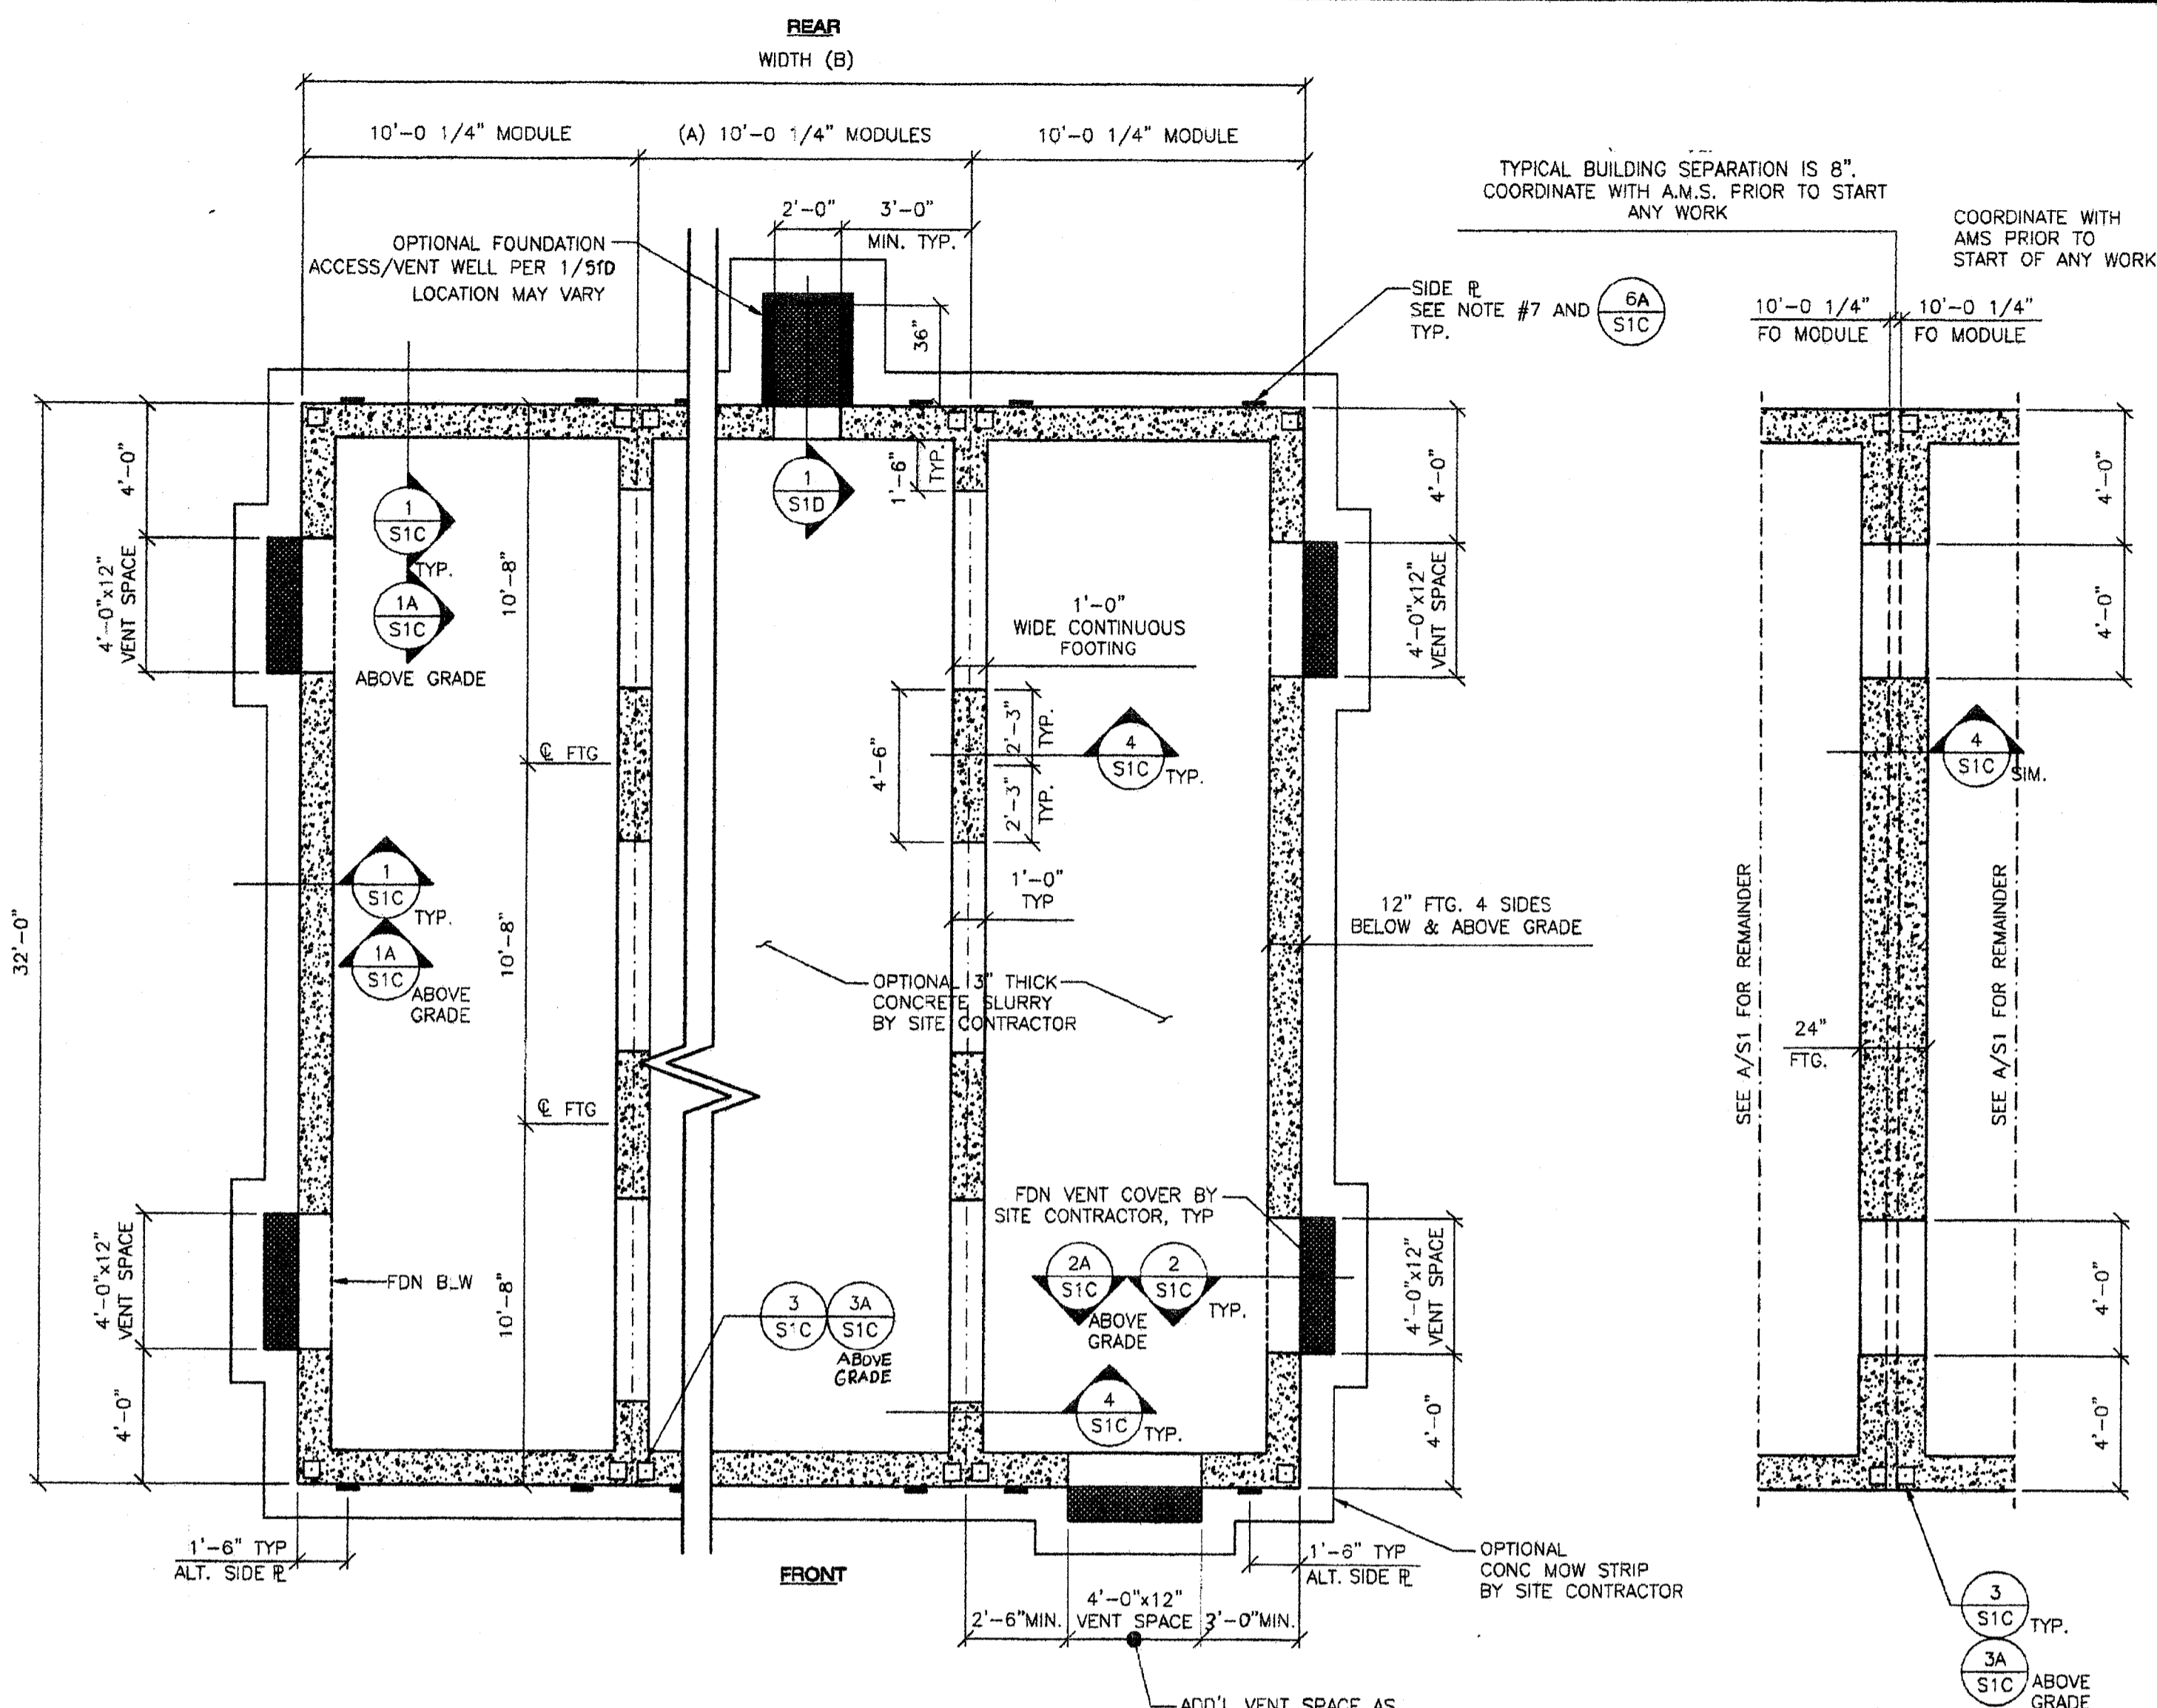 REAR
WIDTH (B)
10'-0 1/4" MODULE
(A) 10'-0 1/4" MODULES
10'-0 1/4" MODULE
2'-0"
3'-0"
MIN. TYP.
OPTIONAL FOUNDATION
ACCESS/VENT WELL PER 1/S1D
LOCATION MAY VARY
36"
SIDE PL
SEE NOTE #7 AND
TYP.
6A
S1C
TYPICAL BUILDING SEPARATION IS 8".
COORDINATE WITH A.M.S. PRIOR TO START
ANY WORK
COORDINATE WITH
AMS PRIOR TO
START OF ANY WORK
10'-0 1/4"
FO MODULE
10'-0 1/4"
FO MODULE
32'-0"
4'-0"
4'-0"x12"
VENT SPACE
1
S1C
TYP.
1A
S1C
ABOVE GRADE
10'-8"
1
S1D
1'-6"
TYP.
1'-0"
WIDE CONTINUOUS
FOOTING
4'-0"
4'-0"x12"
VENT SPACE
4'-0"
4'-0"
CL FTG
4'-6"
2'-3"
TYP.
2'-3"
TYP.
4
S1C
TYP.
4
S1C
SIM.
1
S1C
TYP.
1A
S1C
ABOVE
GRADE
10'-8"
1'-0"
TYP
12" FTG. 4 SIDES
BELOW & ABOVE GRADE
OPTIONAL 3" THICK
CONCRETE SLURRY
BY SITE CONTRACTOR
SEE A/S1 FOR REMAINDER
24"
FTG.
SEE A/S1 FOR REMAINDER
CL FTG
4'-0"x12"
VENT SPACE
FDN BLW
10'-8"
FDN VENT COVER BY
SITE CONTRACTOR, TYP
2A
S1C
ABOVE
GRADE
2
S1C
TYP.
3
S1C
3A
S1C
ABOVE
GRADE
4'-0"x12"
VENT SPACE
4'-0"
4'-0"
4
S1C
TYP.
4'-0"
4'-0"
1'-6" TYP
ALT. SIDE PL
FRONT
1'-6" TYP
ALT. SIDE PL
OPTIONAL
CONC MOW STRIP
BY SITE CONTRACTOR
2'-6"MIN.
4'-0"x12"
VENT SPACE
3'-0"MIN.
3
S1C
TYP.
3A
S1C
ABOVE
GRADE
ADD'L VENT SPACE AS